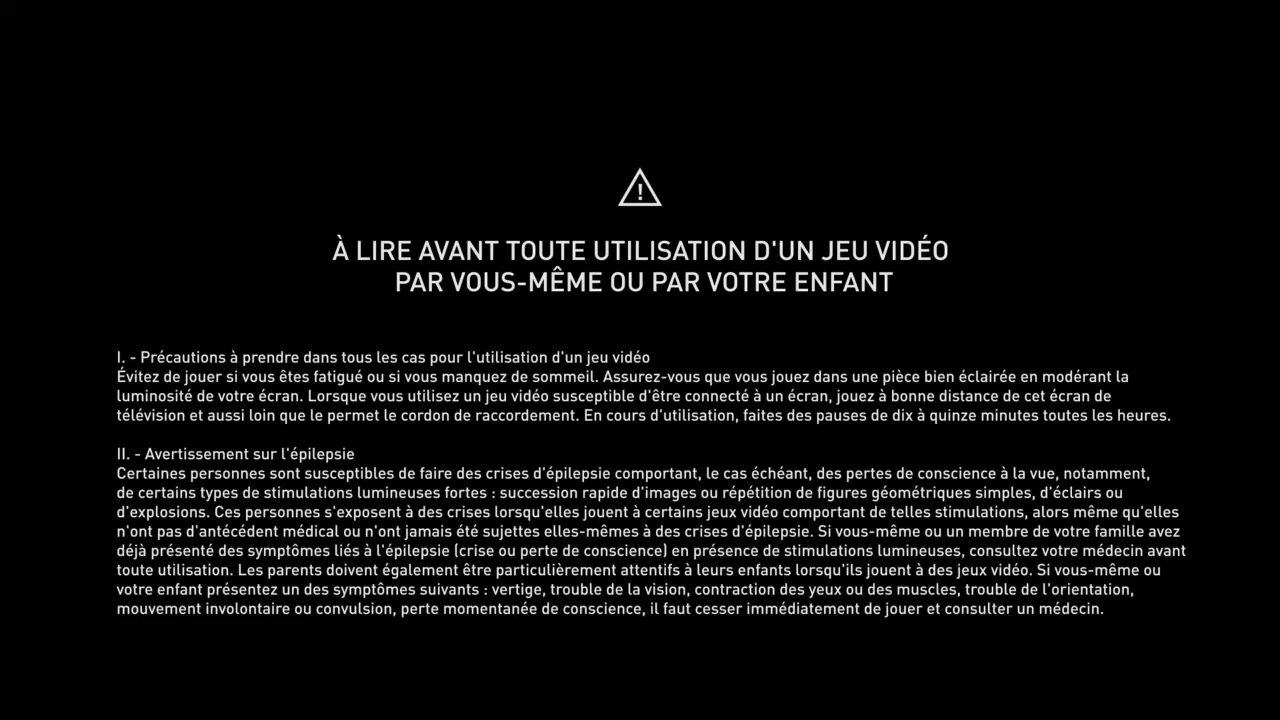 À LIRE AVANT TOUTE UTILISATION D'UN JEU VIDÉO
PAR VOUS-MÊME OU PAR VOTRE ENFANT
I. - Précautions à prendre dans tous les cas pour l'utilisation d'un jeu vidéo
Évitez de jouer si vous êtes fatigué ou si vous manquez de sommeil. Assurez-vous que vous jouez dans une pièce bien éclairée en modérant la
luminosité de votre écran. Lorsque vous utilisez un jeu vidéo susceptible d'être connecté à un écran, jouez à bonne distance de cet écran de
télévision et aussi loin que le permet le cordon de raccordement. En cours d'utilisation, faites des pauses de dix à quinze minutes toutes les heures.
II. - Avertissement sur l'épilepsie
Certaines personnes sont susceptibles de faire des crises d'épilepsie comportant, le cas échéant, des pertes de conscience à la vue, notamment,
de certains types de stimulations lumineuses fortes : succession rapide d'images ou répétition de figures géométriques simples, d'éclairs ou
d'explosions. Ces personnes s'exposent à des crises lorsqu'elles jouent à certains jeux vidéo comportant de telles stimulations, alors même qu'elles
n'ont pas d'antécédent médical ou n'ont jamais été sujettes elles-mêmes à des crises d'épilepsie. Si vous-même ou un membre de votre famille avez
déjà présenté des symptômes liés à l'épilepsie (crise ou perte de conscience) en présence de stimulations lumineuses, consultez votre médecin avant
toute utilisation. Les parents doivent également être particulièrement attentifs à leurs enfants lorsqu'ils jouent à des jeux vidéo. Si vous-même ou
votre enfant présentez un des symptômes suivants : vertige, trouble de la vision, contraction des yeux ou des muscles, trouble de l'orientation,
mouvement involontaire ou convulsion, perte momentanée de conscience, il faut cesser immédiatement de jouer et consulter un médecin.